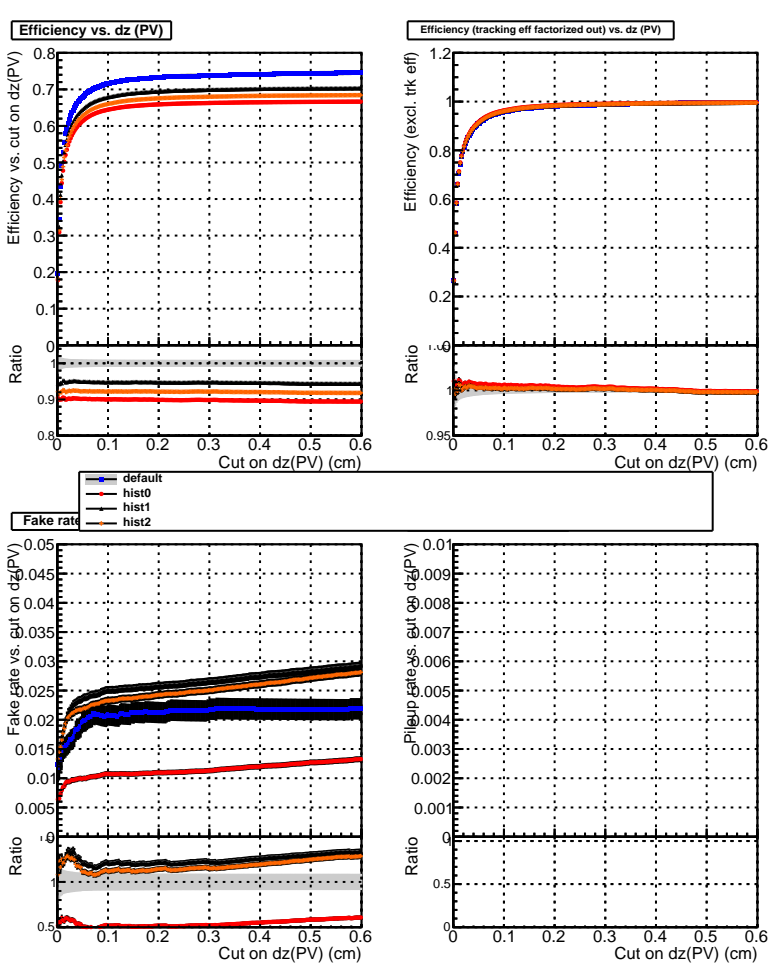 Efficiency vs. dz (PV)
Efficiency vs. cut on dz(PV)
0.8
0.7
0.6
0.5
0.4
0.3
0.2
0.1
0
Ratio
1
0.9
0.8
0 0.1 0.2 0.3 0.4 0.5 0.6
Cut on dz(PV) (cm)
Efficiency (tracking eff factorized out) vs. dz (PV)
Efficiency (excl. trk eff)
1.2
1
0.8
0.6
0.4
0.2
0
Ratio
1
0.95
0 0.1 0.2 0.3 0.4 0.5 0.6
Cut on dz(PV) (cm)
default
hist0
hist1
hist2
Fake rate
Fake rate vs. cut on dz(PV)
0.05
0.045
0.04
0.035
0.03
0.025
0.02
0.015
0.01
0.005
0
Ratio
1
0.5
0 0.1 0.2 0.3 0.4 0.5 0.6
Cut on dz(PV) (cm)
Pileup rate vs. cut on dz(PV)
0.01
0.009
0.008
0.007
0.006
0.005
0.004
0.003
0.002
0.001
0
Ratio
0.5
0
0 0.1 0.2 0.3 0.4 0.5 0.6
Cut on dz(PV) (cm)